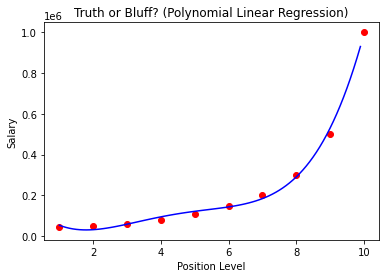 Truth or Bluff? (Polynomial Linear Regression)
1e6
1.0
0.8
0.6
0.4
0.2
0.0
Salary
2 4 6 8 10
Position Level